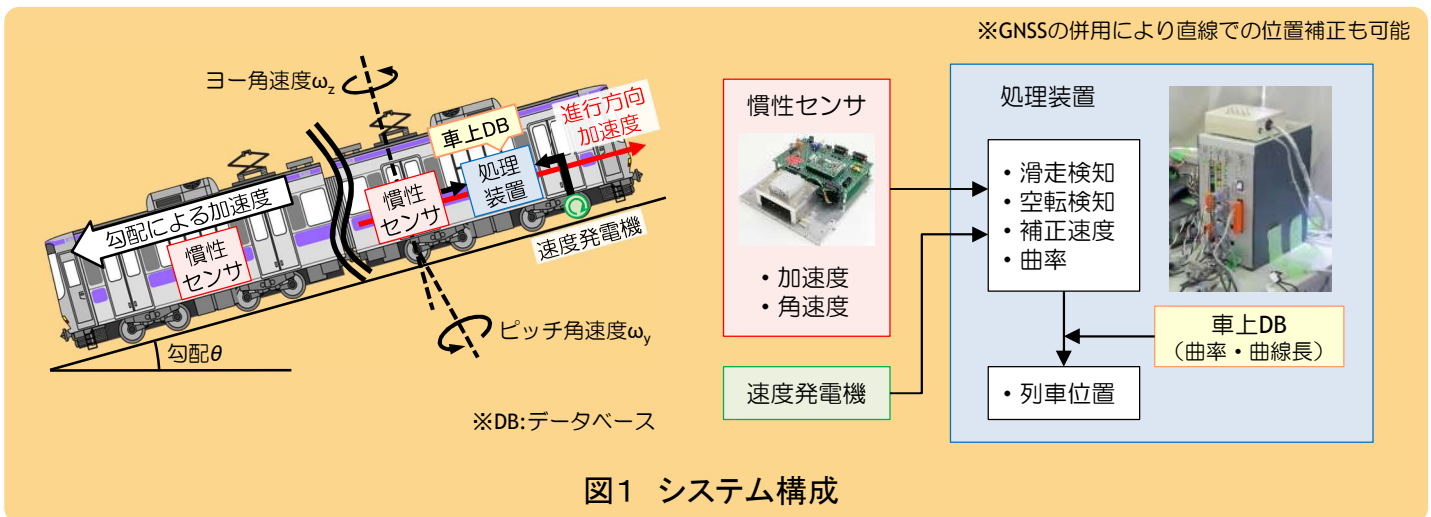 ※GNSSの併用により直線での位置補正も可能
ヨー角速度ωz
車上DB
進行方向
加速度
処理
装置
慣性
センサ
勾配による加速度
慣性
センサ
速度発電機
ピッチ角速度ωy
勾配θ
※DB:データベース
慣性センサ
・加速度
・角速度
速度発電機
処理装置
・滑走検知
・空転検知
・補正速度
・曲率
車上DB
（曲率・曲線長）
・列車位置
図1 システム構成